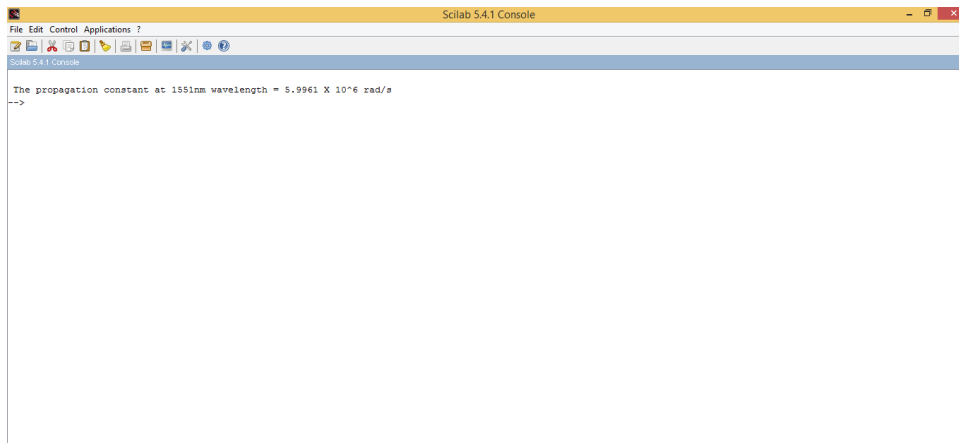 Scilab 5.4.1 Console
File Edit Control Applications ?
Scilab 5.4.1 Console
The propagation constant at 1551nm wavelength = 5.9961 X 10^6 rad/s
-->